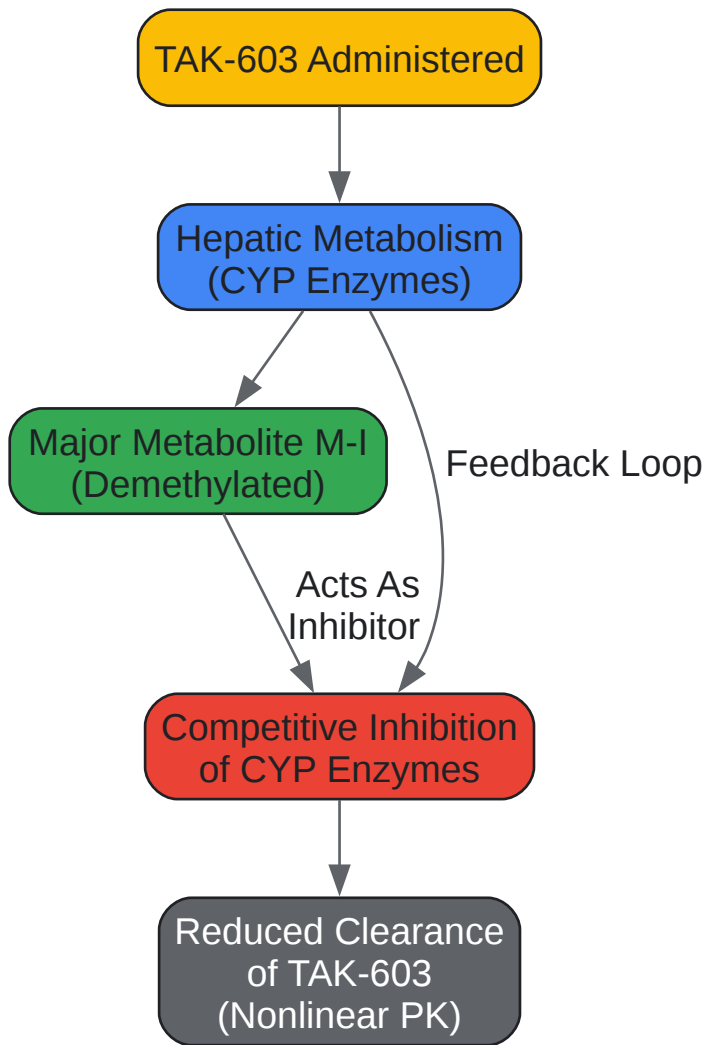 TAK-603 Administered
Hepatic Metabolism
(CYP Enzymes)
Major Metabolite M-I
(Demethylated)
Feedback Loop
Acts As
Inhibitor
Competitive Inhibition
of CYP Enzymes
Reduced Clearance
of TAK-603
(Nonlinear PK)